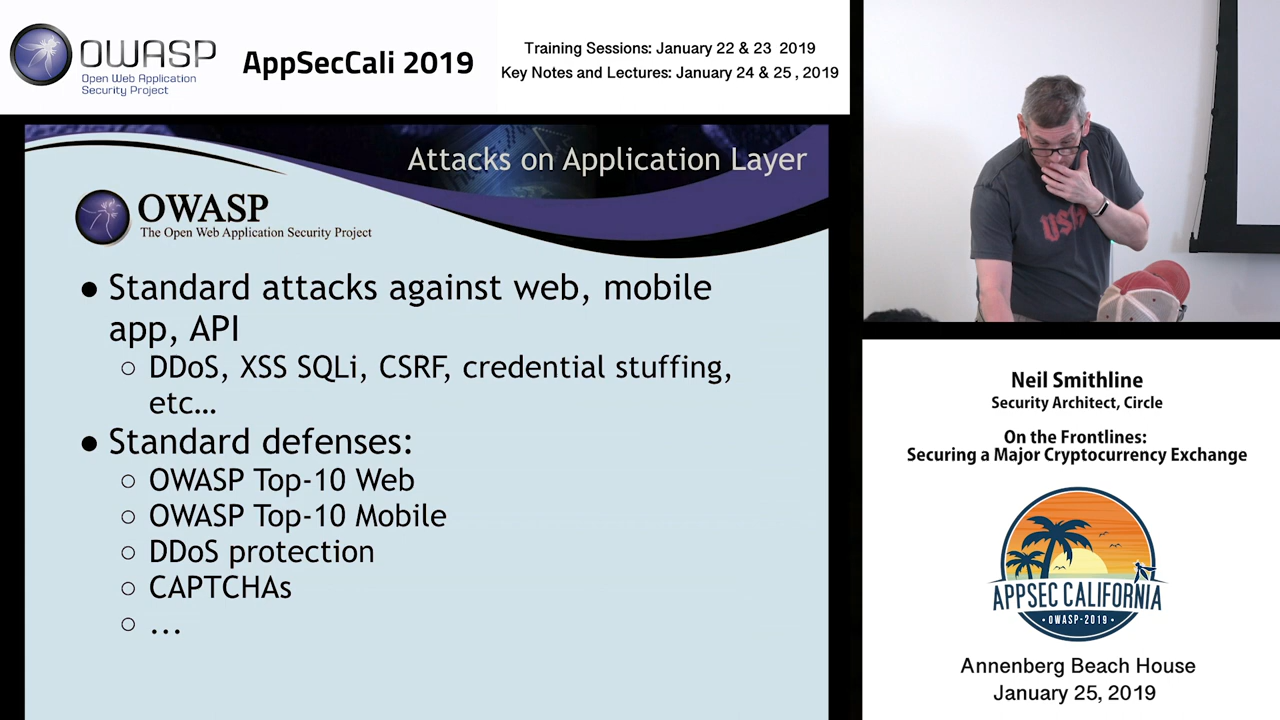 OWASP
Open Web Application
Security Project
AppSecCali 2019
Training Sessions: January 22 & 23 2019
Key Notes and Lectures: January 24 & 25 , 2019
Attacks on Application Layer
OWASP
The Open Web Application Security Project
● Standard attacks against web, mobile
app, API
○ DDoS, XSS SQLi, CSRF, credential stuffing,
etc…
● Standard defenses:
○ OWASP Top-10 Web
○ OWASP Top-10 Mobile
○ DDoS protection
○ CAPTCHAs
○ ...
Neil Smithline
Security Architect, Circle
On the Frontlines:
Securing a Major Cryptocurrency Exchange
APPSEC CALIFORNIA
• OWASP-2019 •
Annenberg Beach House
January 25, 2019